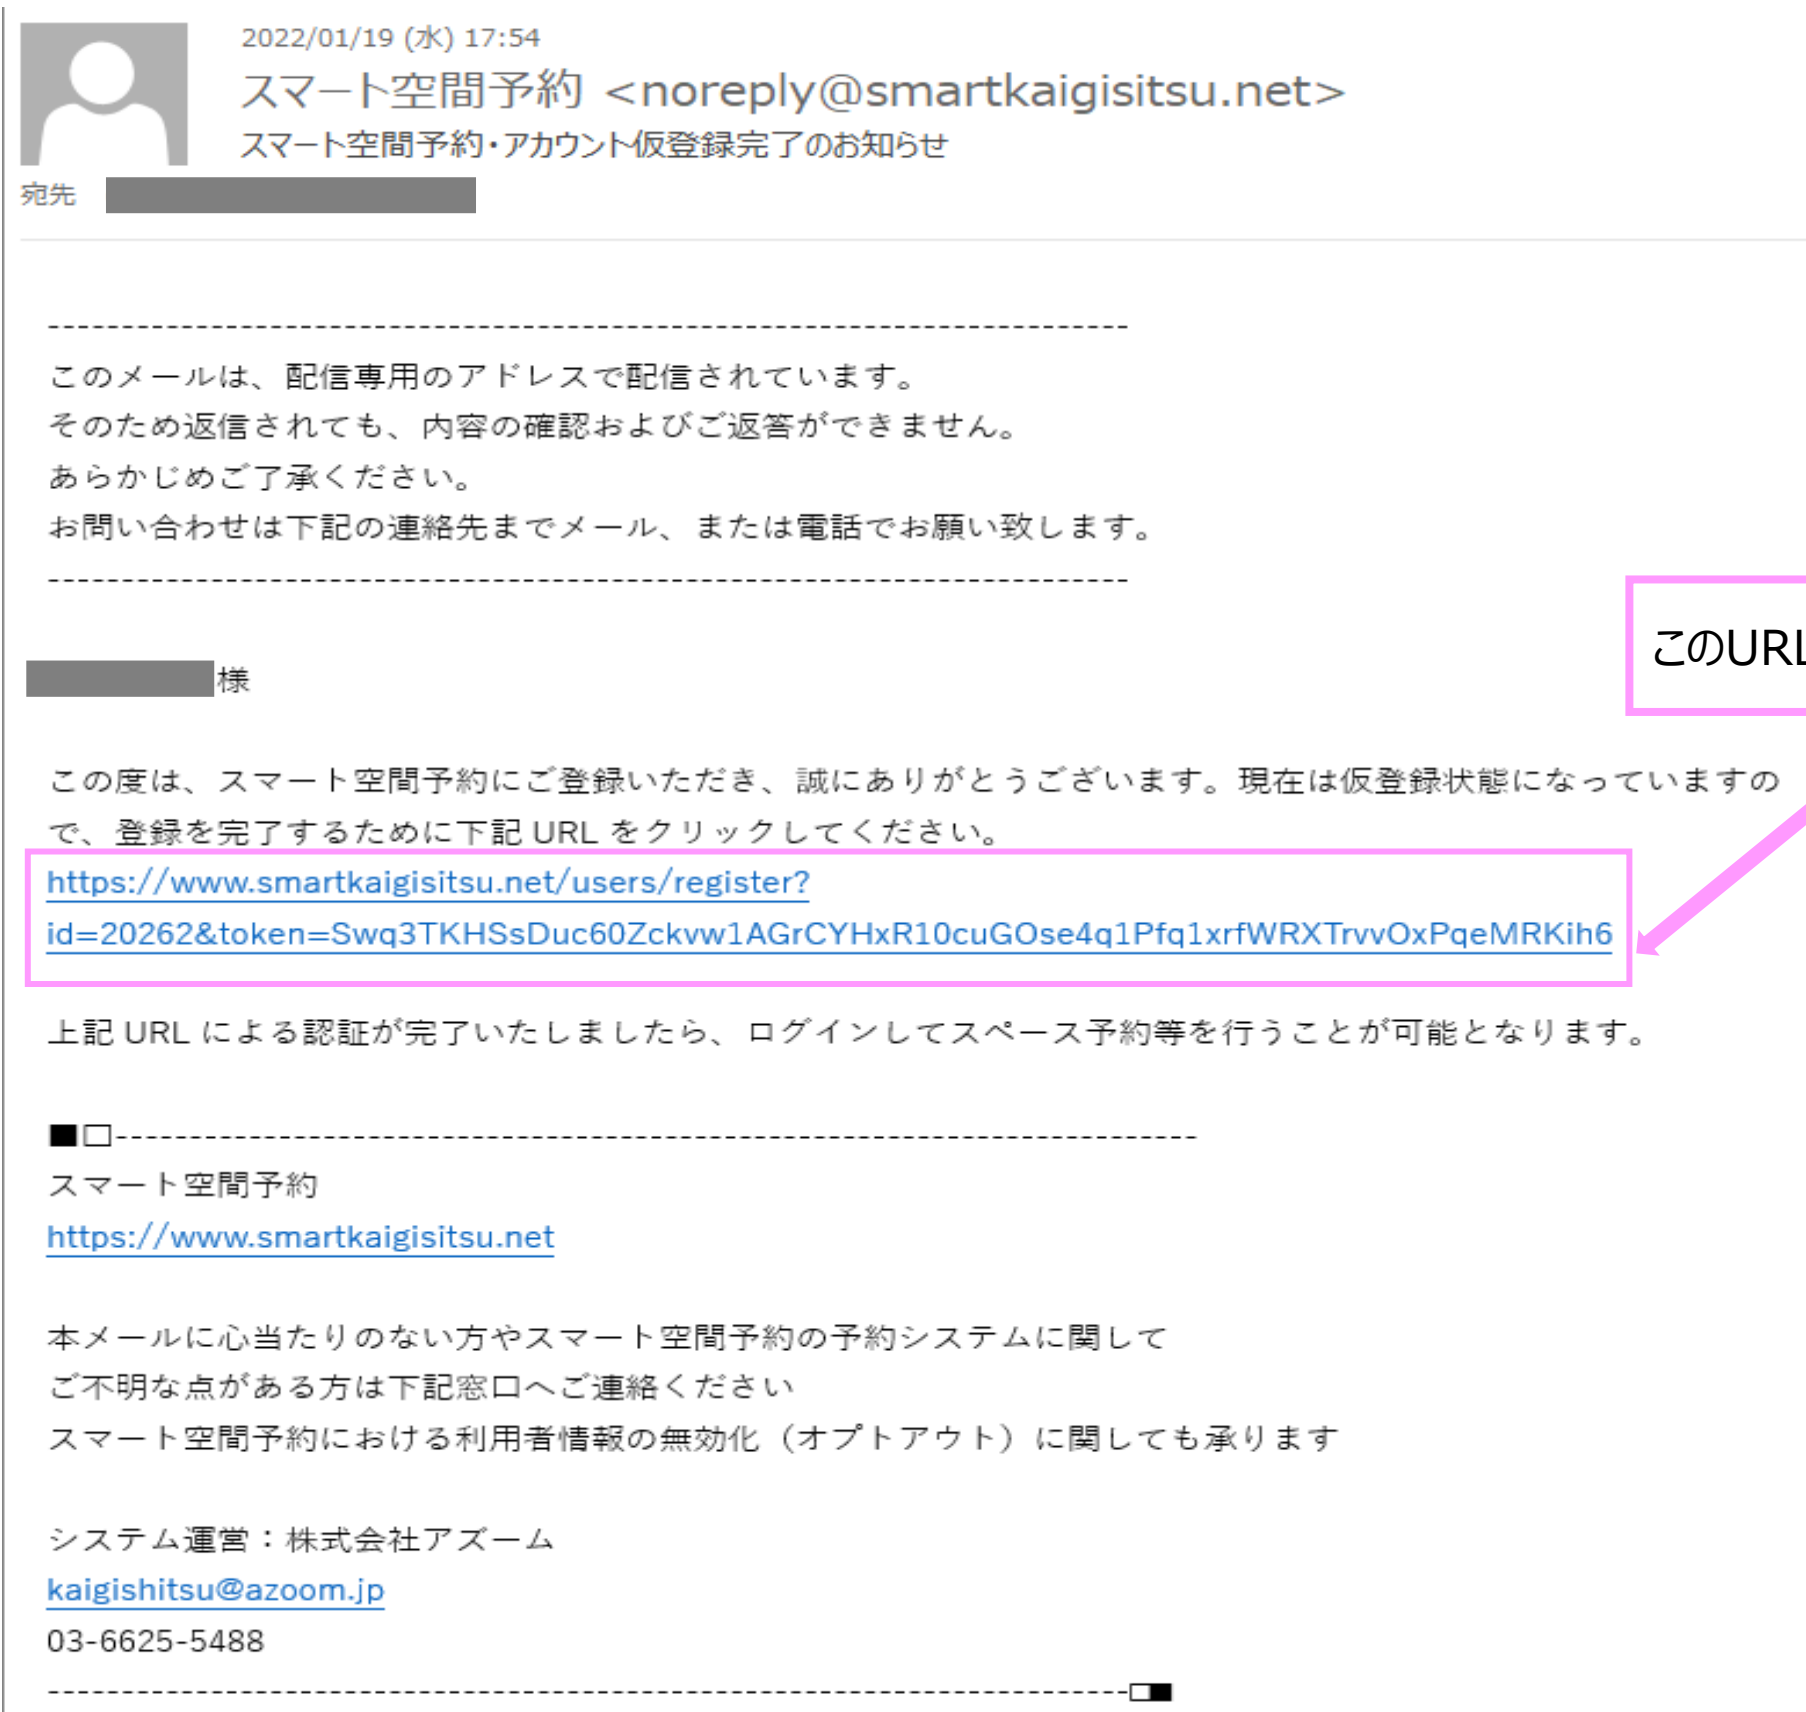 2022/01/19 (水) 17:54
スマート空間予約 <noreply@smartkaigisitsu.net>
スマート空間予約・アカウント仮登録完了のお知らせ
宛先
--------------------------------------------------------------------------
このメールは、配信専用のアドレスで配信されています。
そのため返信されても、内容の確認およびご返答ができません。
あらかじめご了承ください。
お問い合わせは下記の連絡先までメール、または電話でお願い致します。
--------------------------------------------------------------------------
このURL
様
この度は、スマート空間予約にご登録いただき、誠にありがとうございます。現在は仮登録状態になっていますの
で、登録を完了するために下記 URL をクリックしてください。
https://www.smartkaigisitsu.net/users/register?
id=20262&token=Swq3TKHSsDuc60Zckvw1AGrCYHxR10cuGOse4q1Pfq1xrfWRXTrvvOxPqeMRKih6
上記 URL による認証が完了いたしましたら、ログインしてスペース予約等を行うことが可能となります。
■□--------------------------------------------------------------------------
スマート空間予約
https://www.smartkaigisitsu.net
本メールに心当たりのない方やスマート空間予約の予約システムに関して
ご不明な点がある方は下記窓口へご連絡ください
スマート空間予約における利用者情報の無効化（オプトアウト）に関しても承ります
システム運営：株式会社アズーム
kaigishitsu@azoom.jp
03-6625-5488
--------------------------------------------------------------------------□■